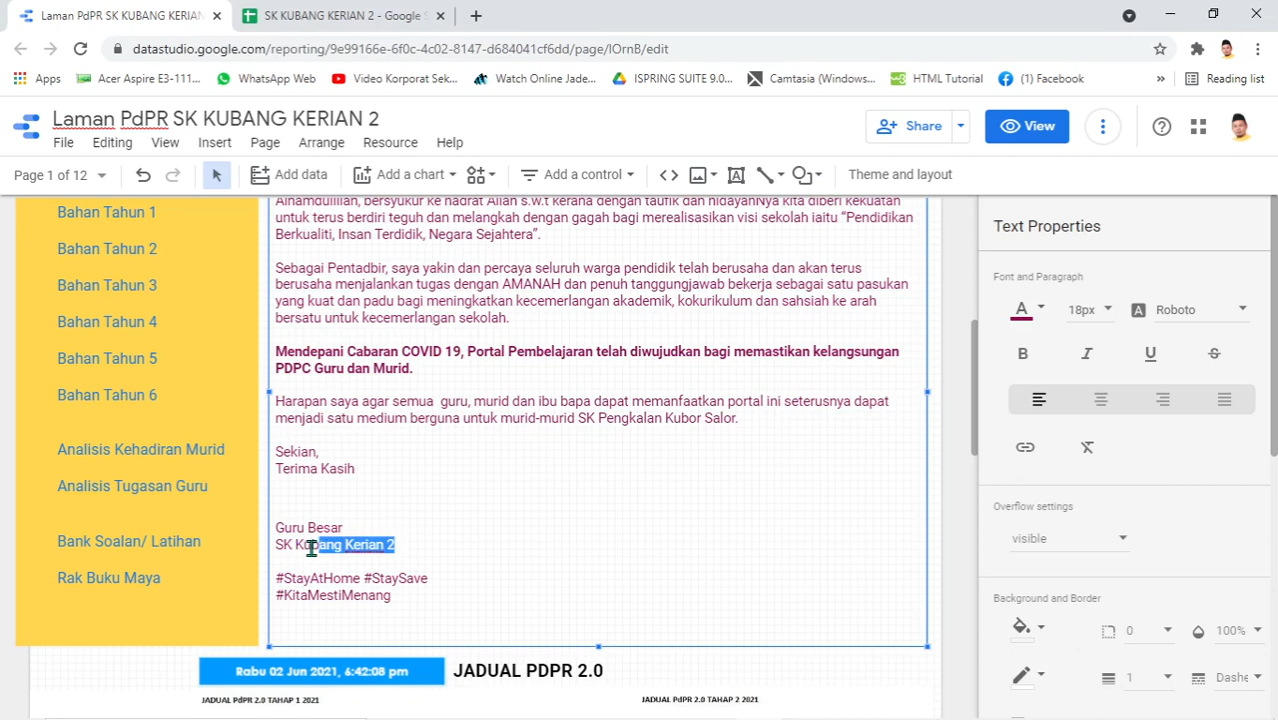 Laman PdPR SK KUBANG KERIAN
SK KUBANG KERIAN 2 - Google S
datastudio.google.com/reporting/9e99166e-6f0c-4c02-8147-d684041cf6dd/page/lOrnB/edit
Apps
Acer Aspire E3-111...
WhatsApp Web
Video Korporat Sek...
Watch Online Jade...
ISPRING SUITE 9.0...
Camtasia (Windows...
HTML Tutorial
(1) Facebook
»
Reading list
Laman PdPR SK KUBANG KERIAN 2
File Editing View Insert Page Arrange Resource Help
Share
View
Page 1 of 12
Add data
Add a chart
Add a control
Theme and layout
Bahan Tahun 1
Bahan Tahun 2
Bahan Tahun 3
Bahan Tahun 4
Bahan Tahun 5
Bahan Tahun 6
Analisis Kehadiran Murid
Analisis Tugasan Guru
Bank Soalan/ Latihan
Rak Buku Maya
Alhamdulillah, bersyukur ke hadrat Allah s.w.t kerana dengan taufik dan hidayahNya kita diberi kekuatan
untuk terus berdiri teguh dan melangkah dengan gagah bagi merealisasikan visi sekolah iaitu “Pendidikan
Berkualiti, Insan Terdidik, Negara Sejahtera”.
Sebagai Pentadbir, saya yakin dan percaya seluruh warga pendidik telah berusaha dan akan terus
berusaha menjalankan tugas dengan AMANAH dan penuh tanggungjawab bekerja sebagai satu pasukan
yang kuat dan padu bagi meningkatkan kecemerlangan akademik, kokurikulum dan sahsiah ke arah
bersatu untuk kecemerlangan sekolah.
Mendepani Cabaran COVID 19, Portal Pembelajaran telah diwujudkan bagi memastikan kelangsungan
PDPC Guru dan Murid.
Harapan saya agar semua guru, murid dan ibu bapa dapat memanfaatkan portal ini seterusnya dapat
menjadi satu medium berguna untuk murid-murid SK Pengkalan Kubor Salor.
Sekian,
Terima Kasih
Guru Besar
SK Kubang Kerian 2
#StayAtHome #StaySave
#KitaMestiMenang
Rabu 02 Jun 2021, 6:42:08 pm
JADUAL PDPR 2.0
JADUAL PdPR 2.0 TAHAP 1 2021
JADUAL PdPR 2.0 TAHAP 2 2021
Text Properties
Font and Paragraph
A
18px
A
Roboto
B I U S
Overflow settings
visible
Background and Border
0
100%
1
Dashe